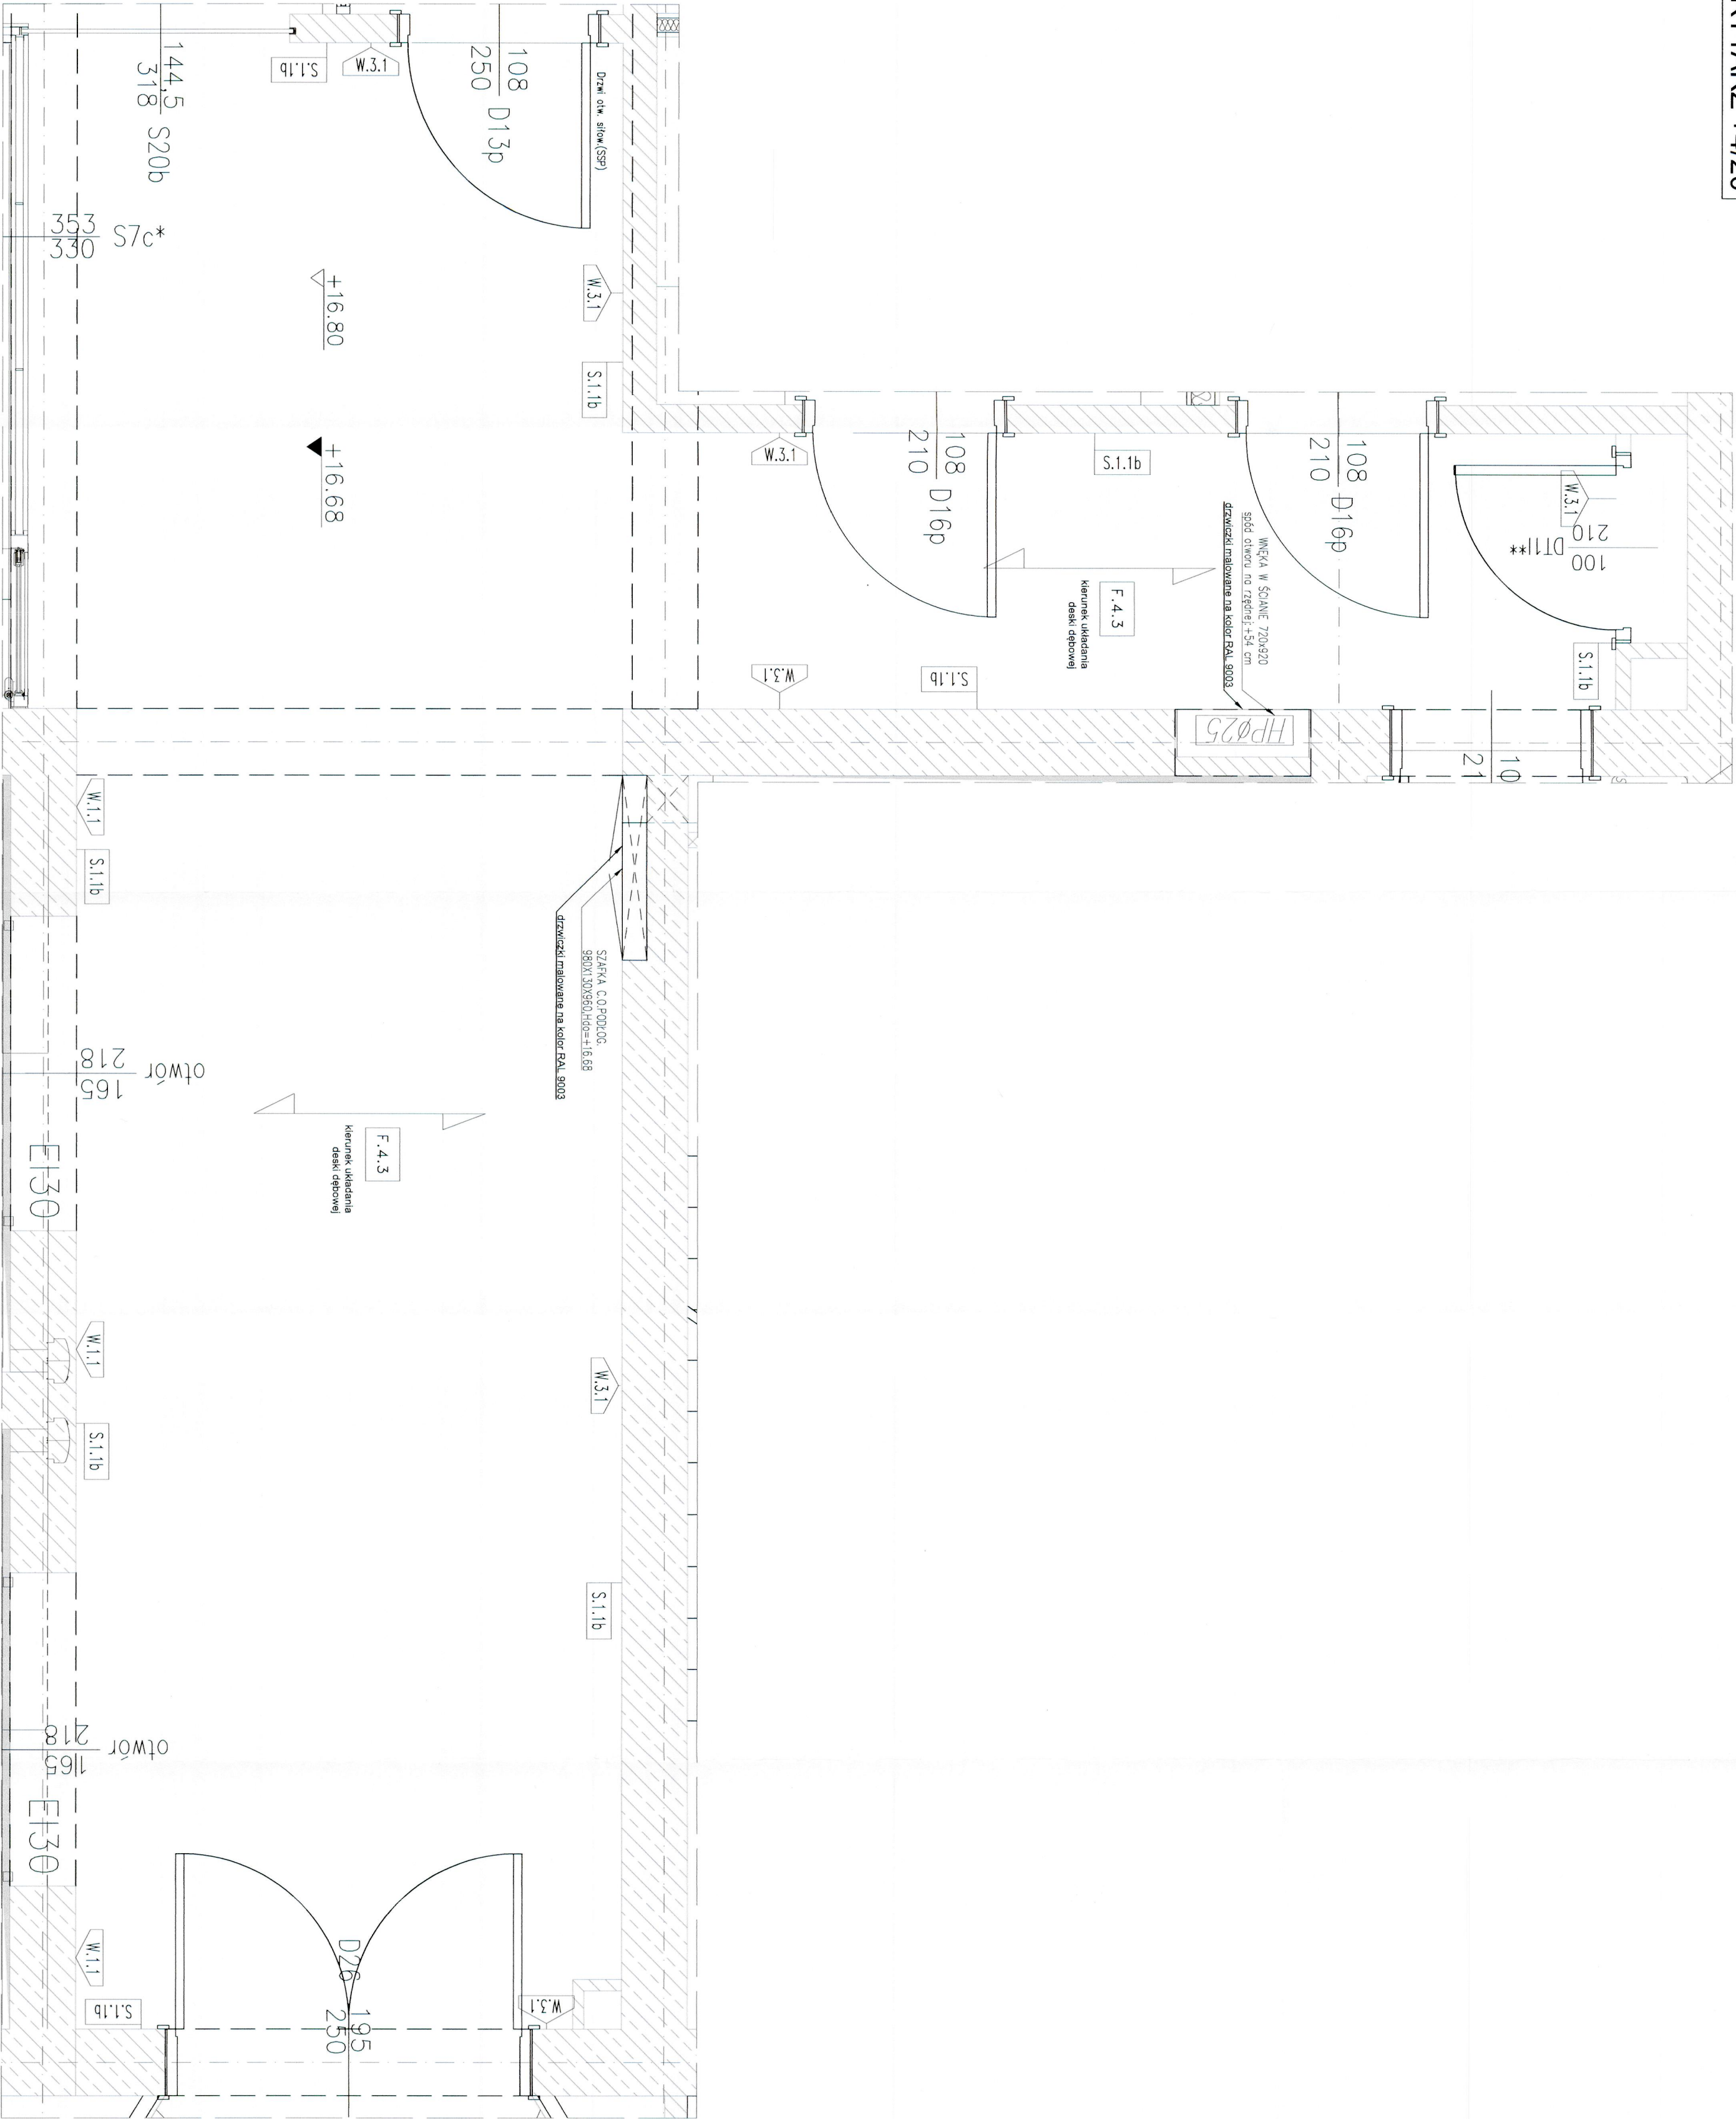 108
250
D13p
Drzwi otw. siłow.(SSP)
W.3.1
S.1.1b
144,5
318
S20b
353
330
S7c*
+16.80
+16.68
W.3.1
S.1.1b
W.3.1
108
210
D16p
S.1.1b
108
210
D16p
W.3.1
100
210
DT1I**
S.1.1b
WNĘKA W ŚCIANIE 720x920
spód otworu na rzędnej +54 cm
drzwiczki malowane na kolor RAL 9003
F.4.3
kierunek układania
deski dębowej
W.3.1
S.1.1b
HPØ25
10
21
W.1.1
S.1.1b
SZAFKA C.O.PODŁOG.
980X130X960,Hdo=+16.68
drzwiczki malowane na kolor RAL 9003
otwór
165
218
EI30
F.4.3
kierunek układania
deski dębowej
W.1.1
S.1.1b
W.3.1
S.1.1b
otwór
165
218
EI30
W.1.1
S.1.1b
D26
195
250
W.3.1